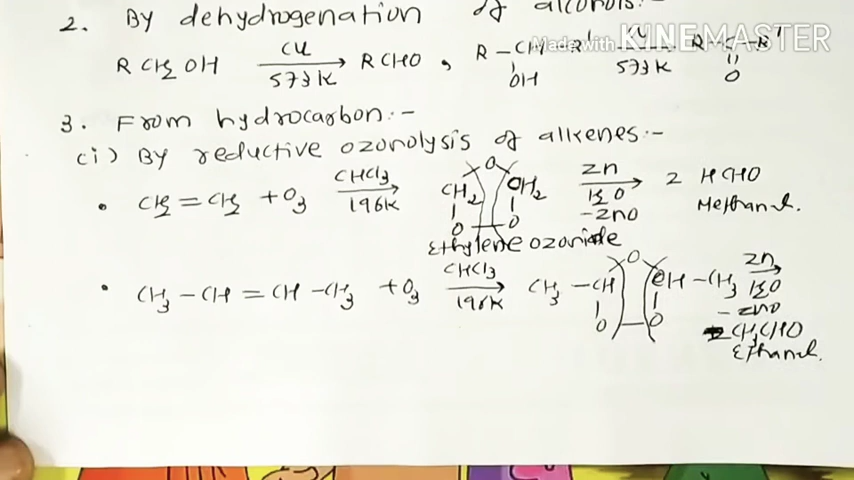 2. By dehydrogenation of alcohols:-
Made with KINEMASTER
R CH2 OH Cu 573K → RCHO , R – CH – R' Cu 573K → R – C – R'
OH O
3. From hydrocarbon:-
(i) By reductive ozonolysis of alkenes:-
• CH2 = CH2 + O3 CHCl3 196K → CH2 O CH2 O O Zn H2O -ZnO → 2 HCHO
Methanal.
Ethylene ozonide
• CH3 – CH = CH – CH3 + O3 CHCl3 196K → CH3 – CH O CH – CH3 O – O Zn H2O -ZnO →
2CH3CHO
Ethanal.